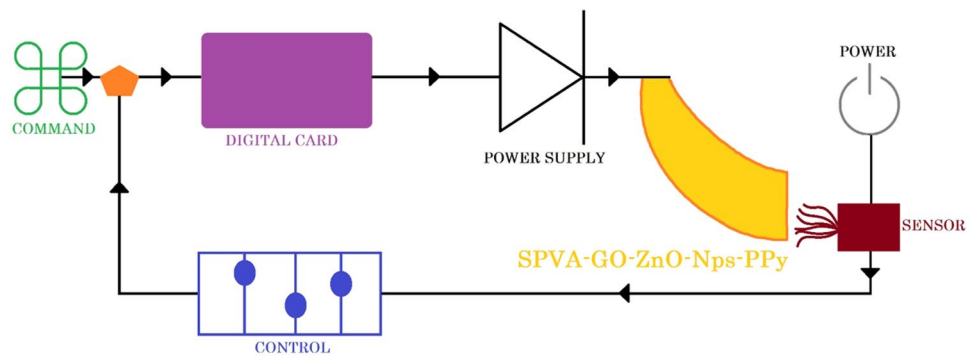 POWER
COMMAND
DIGITAL CARD
POWER SUPPLY
SENSOR
SPVA-GO-ZnO-Nps-PPy
CONTROL